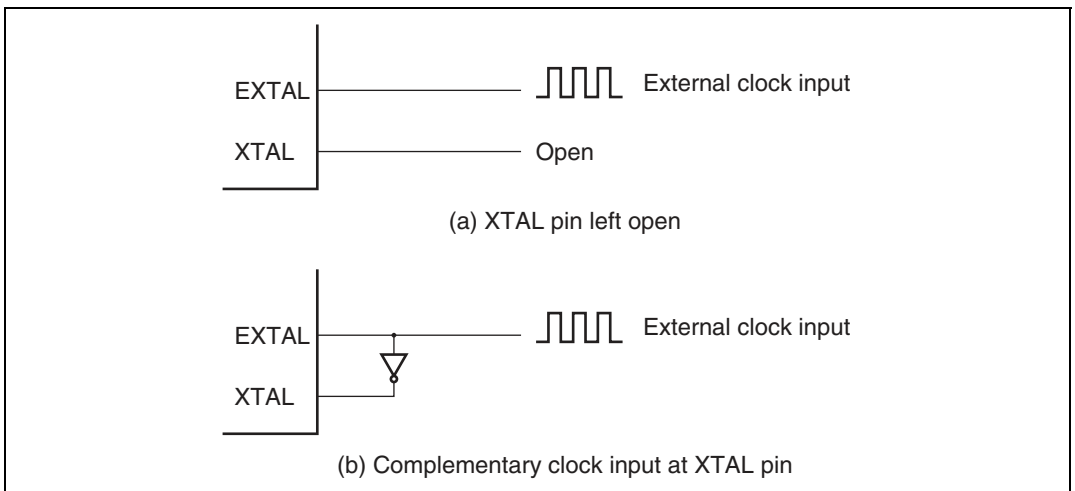 EXTAL External clock input
XTAL Open
(a) XTAL pin left open
EXTAL External clock input
XTAL
(b) Complementary clock input at XTAL pin